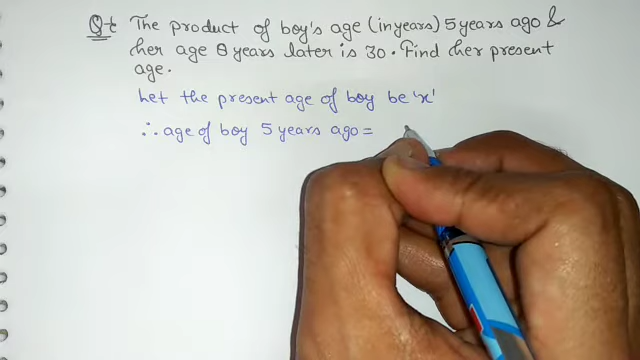 Qt The product of boy's age (in years) 5 years ago &
her age 8 years later is 30. Find her present
age.
Let the present age of boy be 'x'
∴ age of boy 5 years ago =